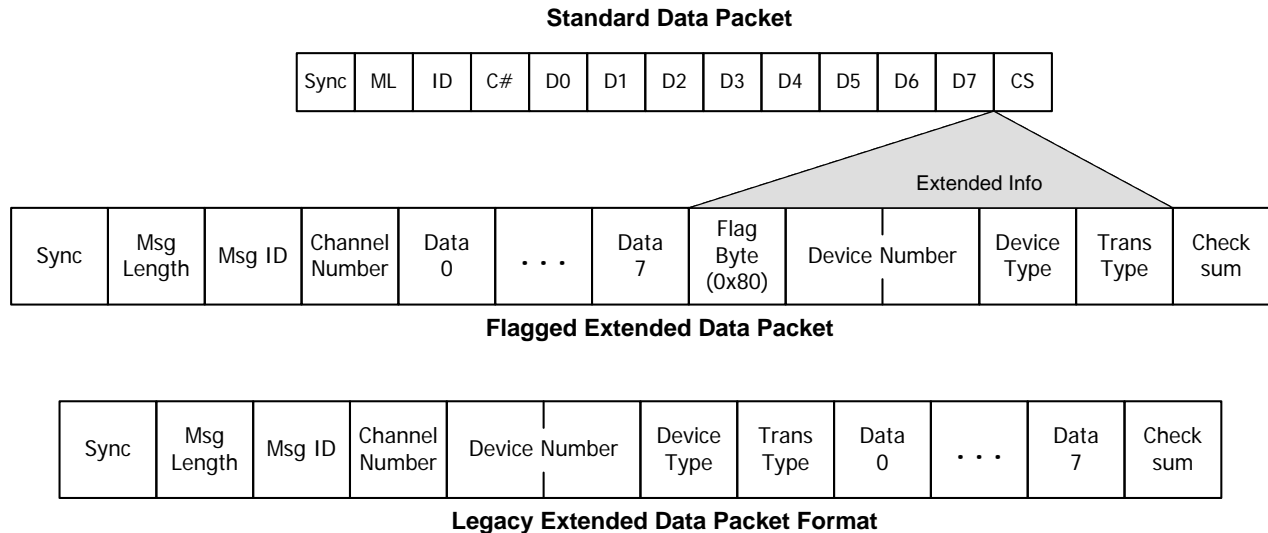 Standard Data Packet
Sync ML ID C# D0 D1 D2 D3 D4 D5 D6 D7 CS
Extended Info
Sync Msg Length Msg ID Channel Number Data 0 . . . Data 7 Flag Byte (0x80) Device Number Device Type Trans Type Check sum
Flagged Extended Data Packet
Sync Msg Length Msg ID Channel Number Device Number Device Type Trans Type Data 0 . . . Data 7 Check sum
Legacy Extended Data Packet Format